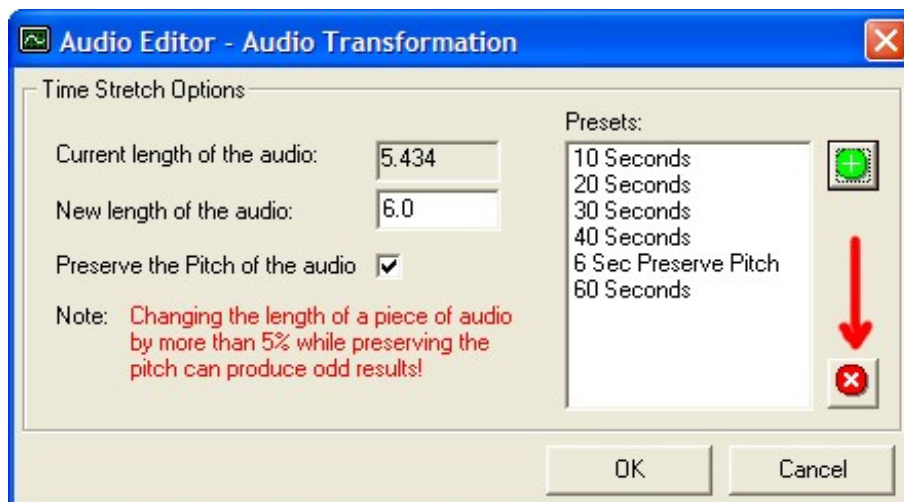 Audio Editor - Audio Transformation
Time Stretch Options
Current length of the audio: 5.434
New length of the audio: 6.0
Preserve the Pitch of the audio
Note: Changing the length of a piece of audio
by more than 5% while preserving the
pitch can produce odd results!
Presets:
10 Seconds
20 Seconds
30 Seconds
40 Seconds
6 Sec Preserve Pitch
60 Seconds
OK Cancel